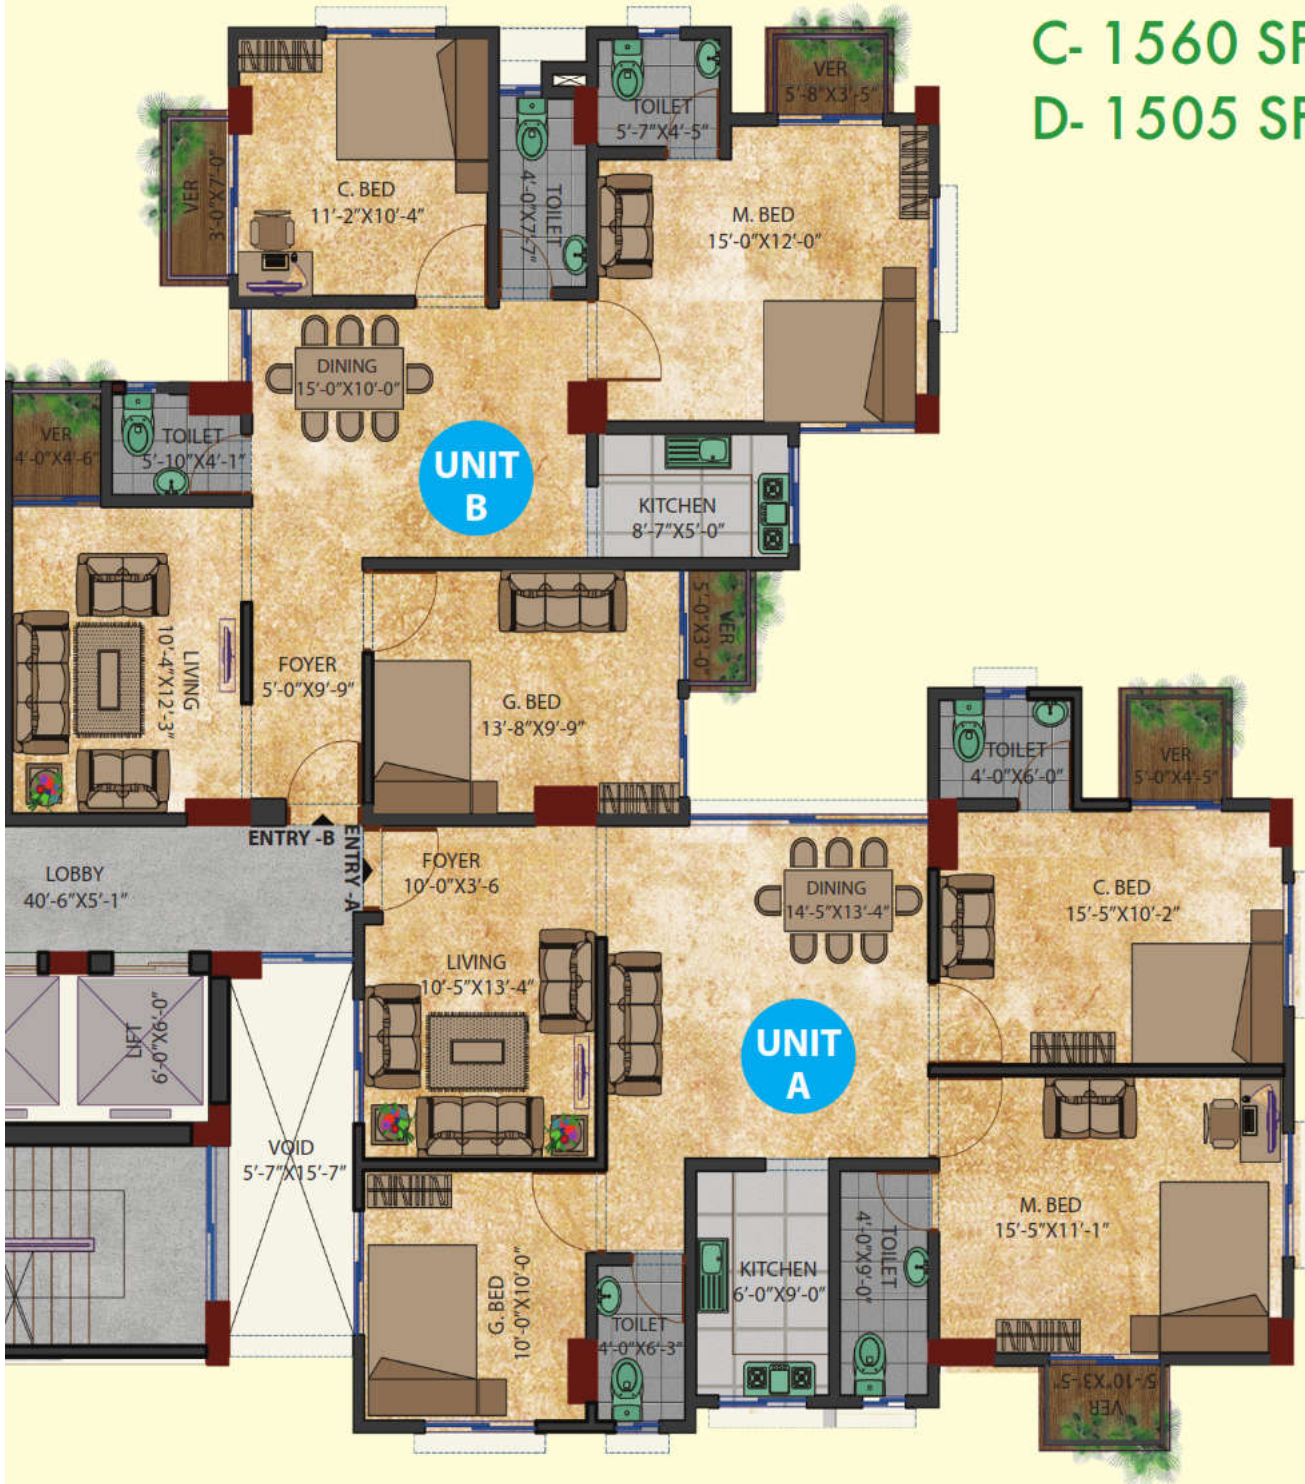 C- 1560 SF
D- 1505 SF
VER
5'-8"X3'-5"
TOILET
5'-7"X4'-5"
VER
3'-0"X7'-0"
C. BED
11'-2"X10'-4"
TOILET
4'-0"X7'-7"
M. BED
15'-0"X12'-0"
DINING
15'-0"X10'-0"
VER
4'-0"X4'-6"
TOILET
5'-10"X4'-1"
UNIT
B
KITCHEN
8'-7"X5'-0"
LIVING
10'-4"X12'-3"
FOYER
5'-0"X9'-9"
G. BED
13'-8"X9'-9"
VER
5'-0"X3'-0"
TOILET
4'-0"X6'-0"
VER
5'-0"X4'-5"
ENTRY -B
ENTRY -A
LOBBY
40'-6"X5'-1"
FOYER
10'-0"X3'-6
DINING
14'-5"X13'-4"
C. BED
15'-5"X10'-2"
LIVING
10'-5"X13'-4"
LIFT
6'-0"X6'-0"
UNIT
A
VOID
5'-7"X15'-7"
M. BED
15'-5"X11'-1"
G. BED
10'-0"X10'-0"
TOILET
4'-0"X6'-3"
KITCHEN
6'-0"X9'-0"
TOILET
4'-0"X9'-0"
VER
5'-10"X3'-5"